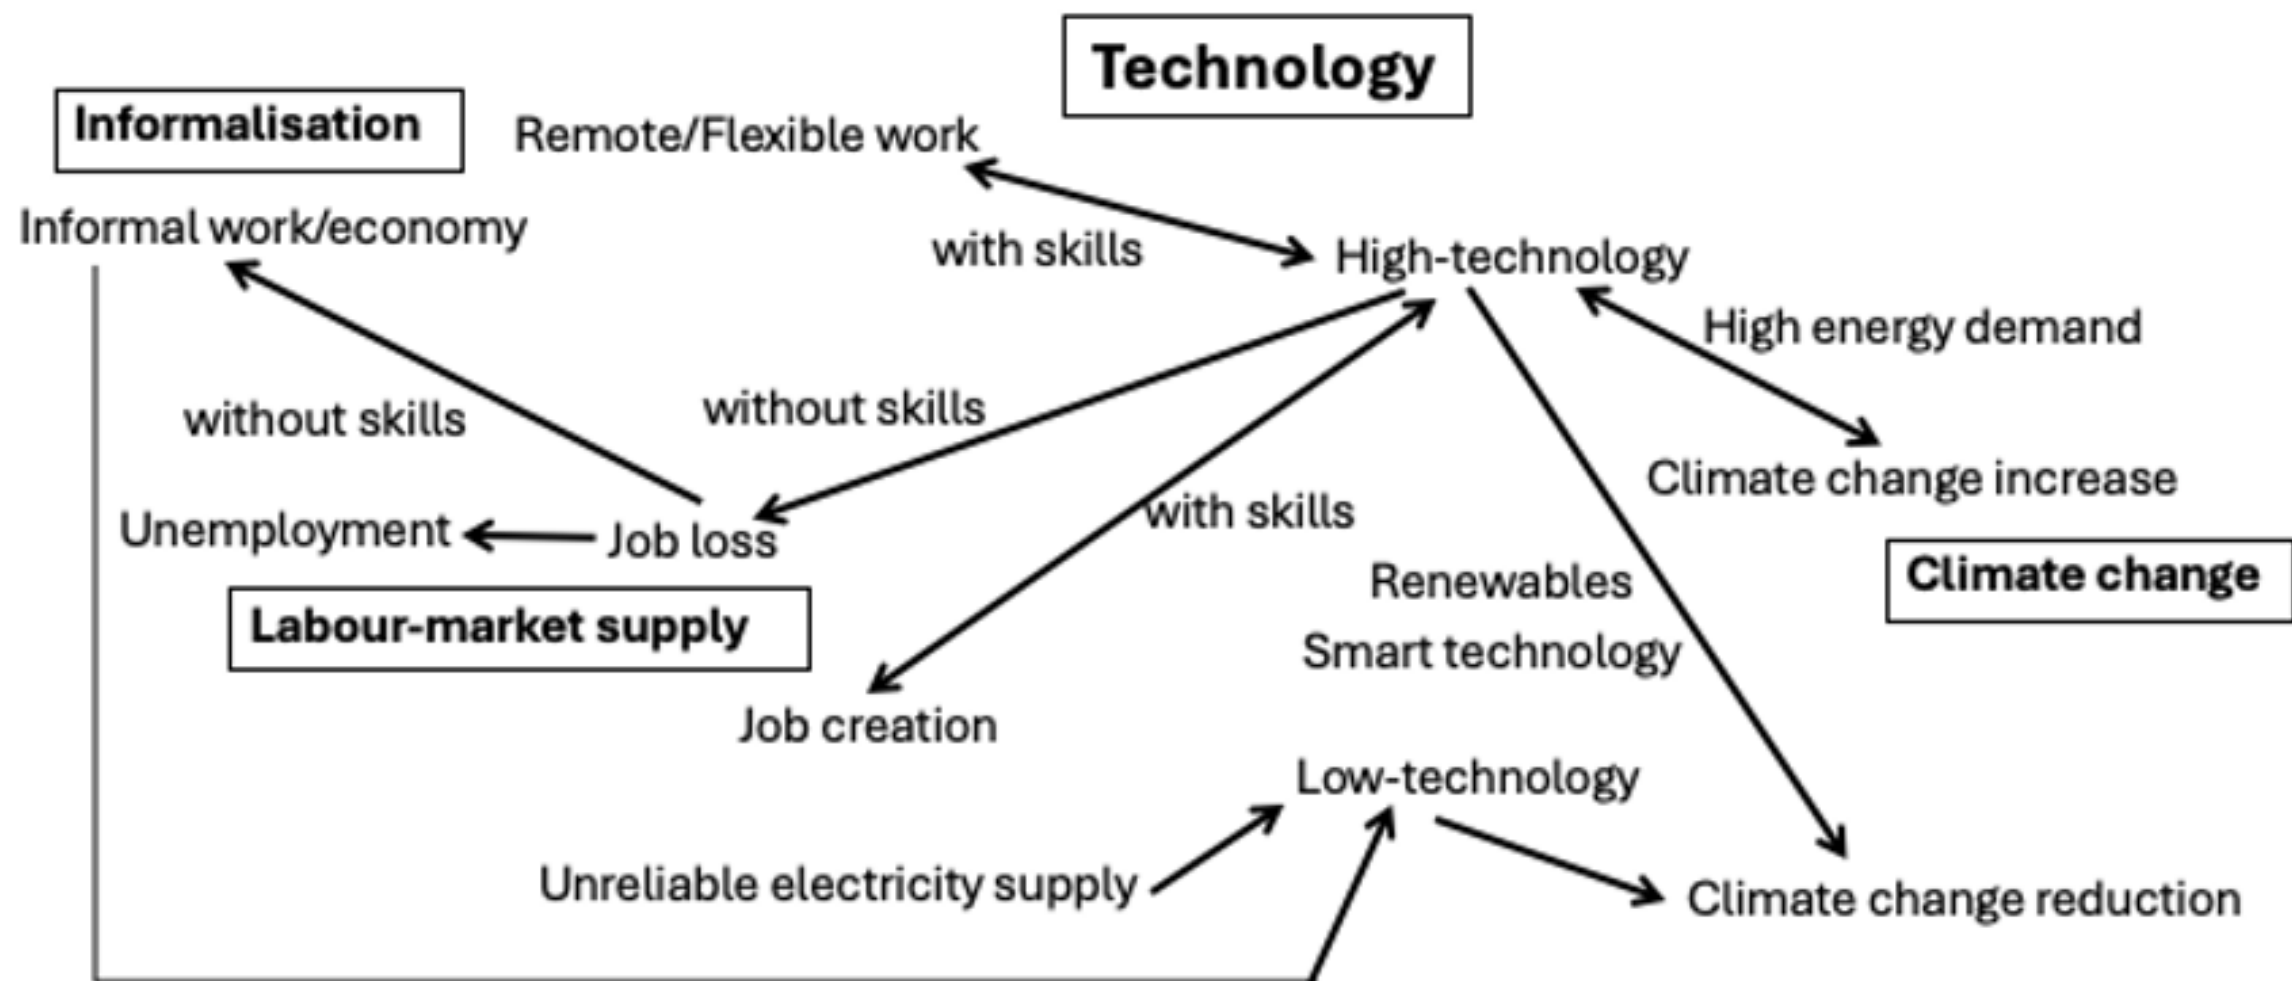 Technology
Informalisation
Remote/Flexible work
Informal work/economy
with skills
High-technology
High energy demand
without skills
without skills
Climate change increase
with skills
Unemployment
Job loss
Climate change
Renewables
Labour-market supply
Smart technology
Job creation
Low-technology
Unreliable electricity supply
Climate change reduction